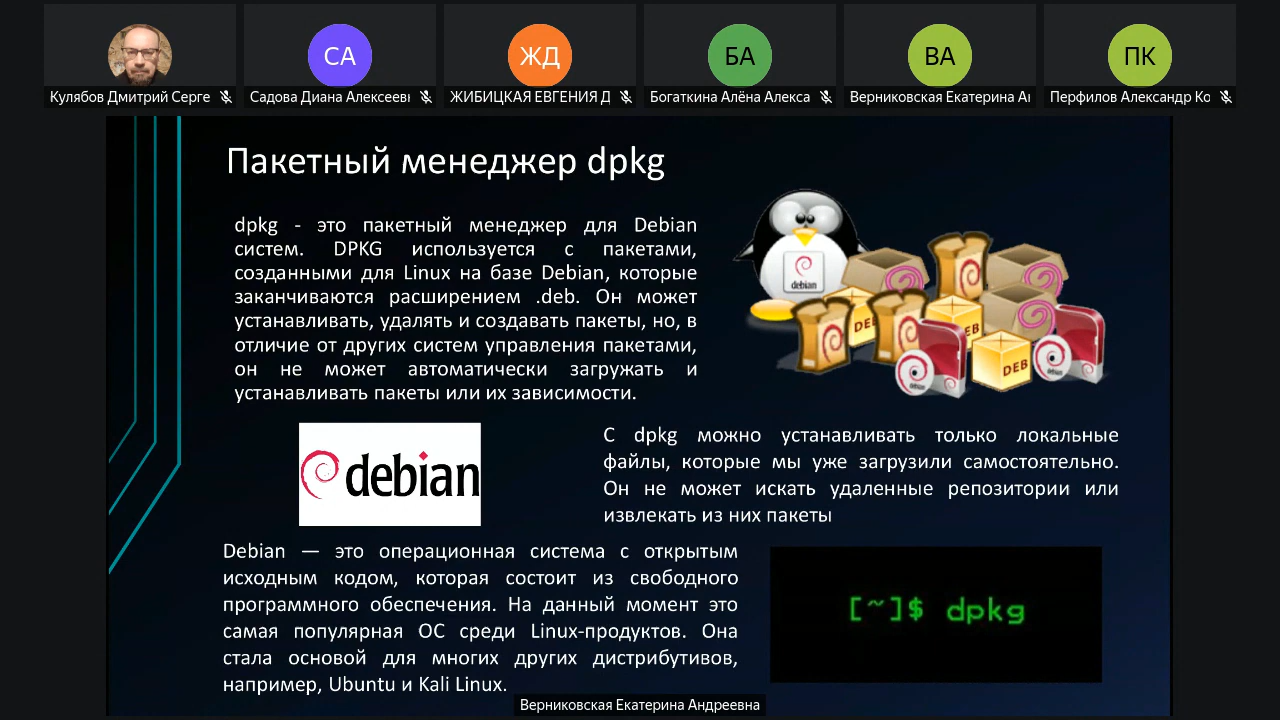 СА
ЖД
БА
ВА
ПК
Кулябов Дмитрий Серге
Садова Диана Алексеевн
ЖИБИЦКАЯ ЕВГЕНИЯ Д
Богаткина Алёна Алекса
Верниковская Екатерина Ан
Перфилов Александр Ко
Пакетный менеджер dpkg
dpkg - это пакетный менеджер для Debian
систем. DPKG используется с пакетами,
созданными для Linux на базе Debian, которые
заканчиваются расширением .deb. Он может
устанавливать, удалять и создавать пакеты, но, в
отличие от других систем управления пакетами,
он не может автоматически загружать и
устанавливать пакеты или их зависимости.
debian
DEB
DEB
DEB
debian
С dpkg можно устанавливать только локальные
файлы, которые мы уже загрузили самостоятельно.
Он не может искать удаленные репозитории или
извлекать из них пакеты
Debian — это операционная система с открытым
исходным кодом, которая состоит из свободного
программного обеспечения. На данный момент это
самая популярная ОС среди Linux-продуктов. Она
стала основой для многих других дистрибутивов,
например, Ubuntu и Kali Linux.
[~]$ dpkg
Верниковская Екатерина Андреевна